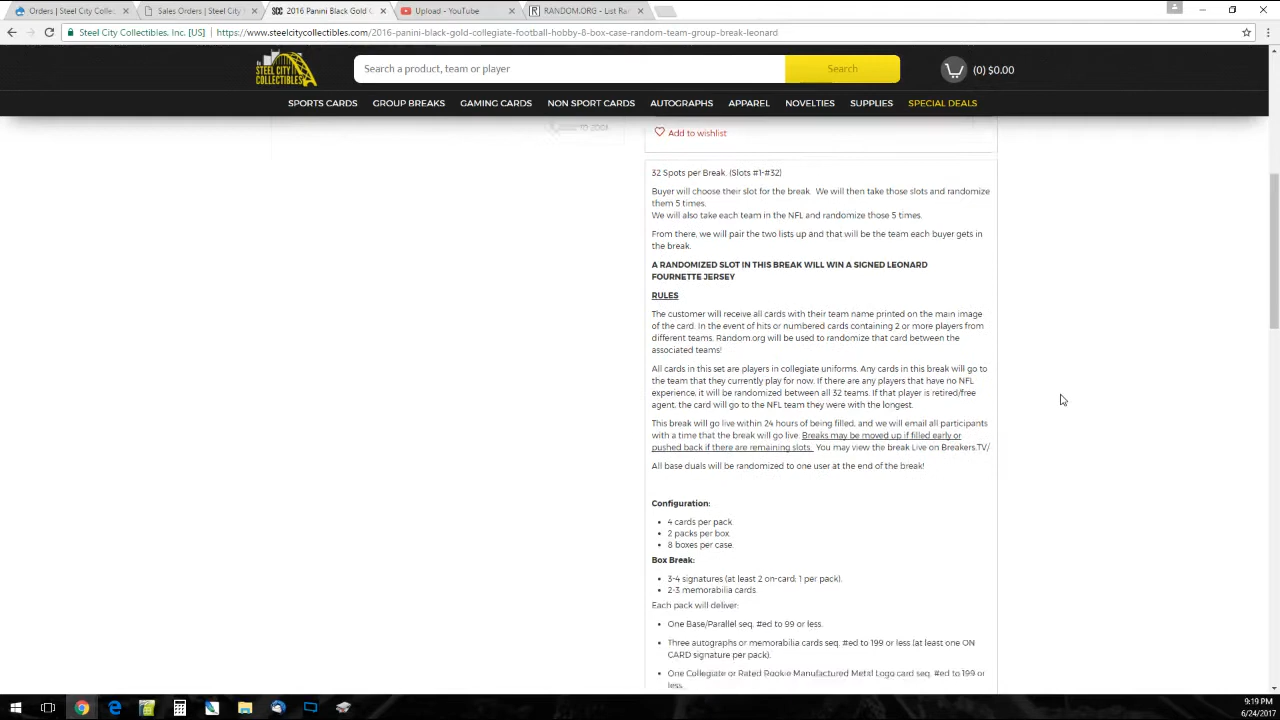 Orders | Steel City Colle
Sales Orders | Steel City
SCC 2016 Panini Black Gold
Upload - YouTube
RANDOM.ORG - List Ran
Steel City Collectibles, Inc. [US] https://www.steelcitycollectibles.com/2016-panini-black-gold-collegiate-football-hobby-8-box-case-random-team-group-break-leonard
STEEL CITY COLLECTIBLES
Search a product, team or player
Search
(0) $0.00
SPORTS CARDS GROUP BREAKS GAMING CARDS NON SPORT CARDS AUTOGRAPHS APPAREL NOVELTIES SUPPLIES SPECIAL DEALS
Add to wishlist
32 Spots per Break. (Slots #1-#32)
Buyer will choose their slot for the break. We will then take those slots and randomize
them 5 times.
We will also take each team in the NFL and randomize those 5 times.
From there, we will pair the two lists up and that will be the team each buyer gets in
the break.
A RANDOMIZED SLOT IN THIS BREAK WILL WIN A SIGNED LEONARD
FOURNETTE JERSEY
RULES
The customer will receive all cards with their team name printed on the main image
of the card. In the event of hits or numbered cards containing 2 or more players from
different teams. Random.org will be used to randomize that card between the
associated teams!
All cards in this set are players in collegiate uniforms. Any cards in this break will go to
the team that they currently play for now. If there are any players that have no NFL
experience, it will be randomized between all 32 teams. If that player is retired/free
agent, the card will go to the NFL team they were with the longest.
This break will go live within 24 hours of being filled, and we will email all participants
with a time that the break will go live. Breaks may be moved up if filled early or
pushed back if there are remaining slots. You may view the break Live on Breakers.TV/
All base duals will be randomized to one user at the end of the break!
Configuration:
• 4 cards per pack.
• 2 packs per box.
• 8 boxes per case.
Box Break:
• 3-4 signatures (at least 2 on-card; 1 per pack).
• 2-3 memorabilia cards
Each pack will deliver:
• One Base/Parallel seq. #ed to 99 or less.
• Three autographs or memorabilia cards seq. #ed to 199 or less (at least one ON
CARD signature per pack).
• One Collegiate or Rated Rookie Manufactured Metal Logo card seq. #ed to 199 or
less.
9:19 PM
6/24/2017